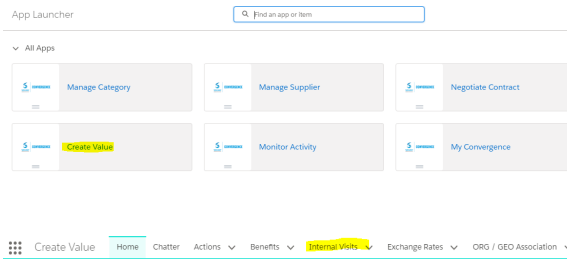 App Launcher
Find an app or item
All Apps
Manage Category
Manage Supplier
Negotiate Contract
Create Value
Monitor Activity
My Convergence
Create Value Home Chatter Actions Benefits Internal Visits Exchange Rates ORG / GEO Association